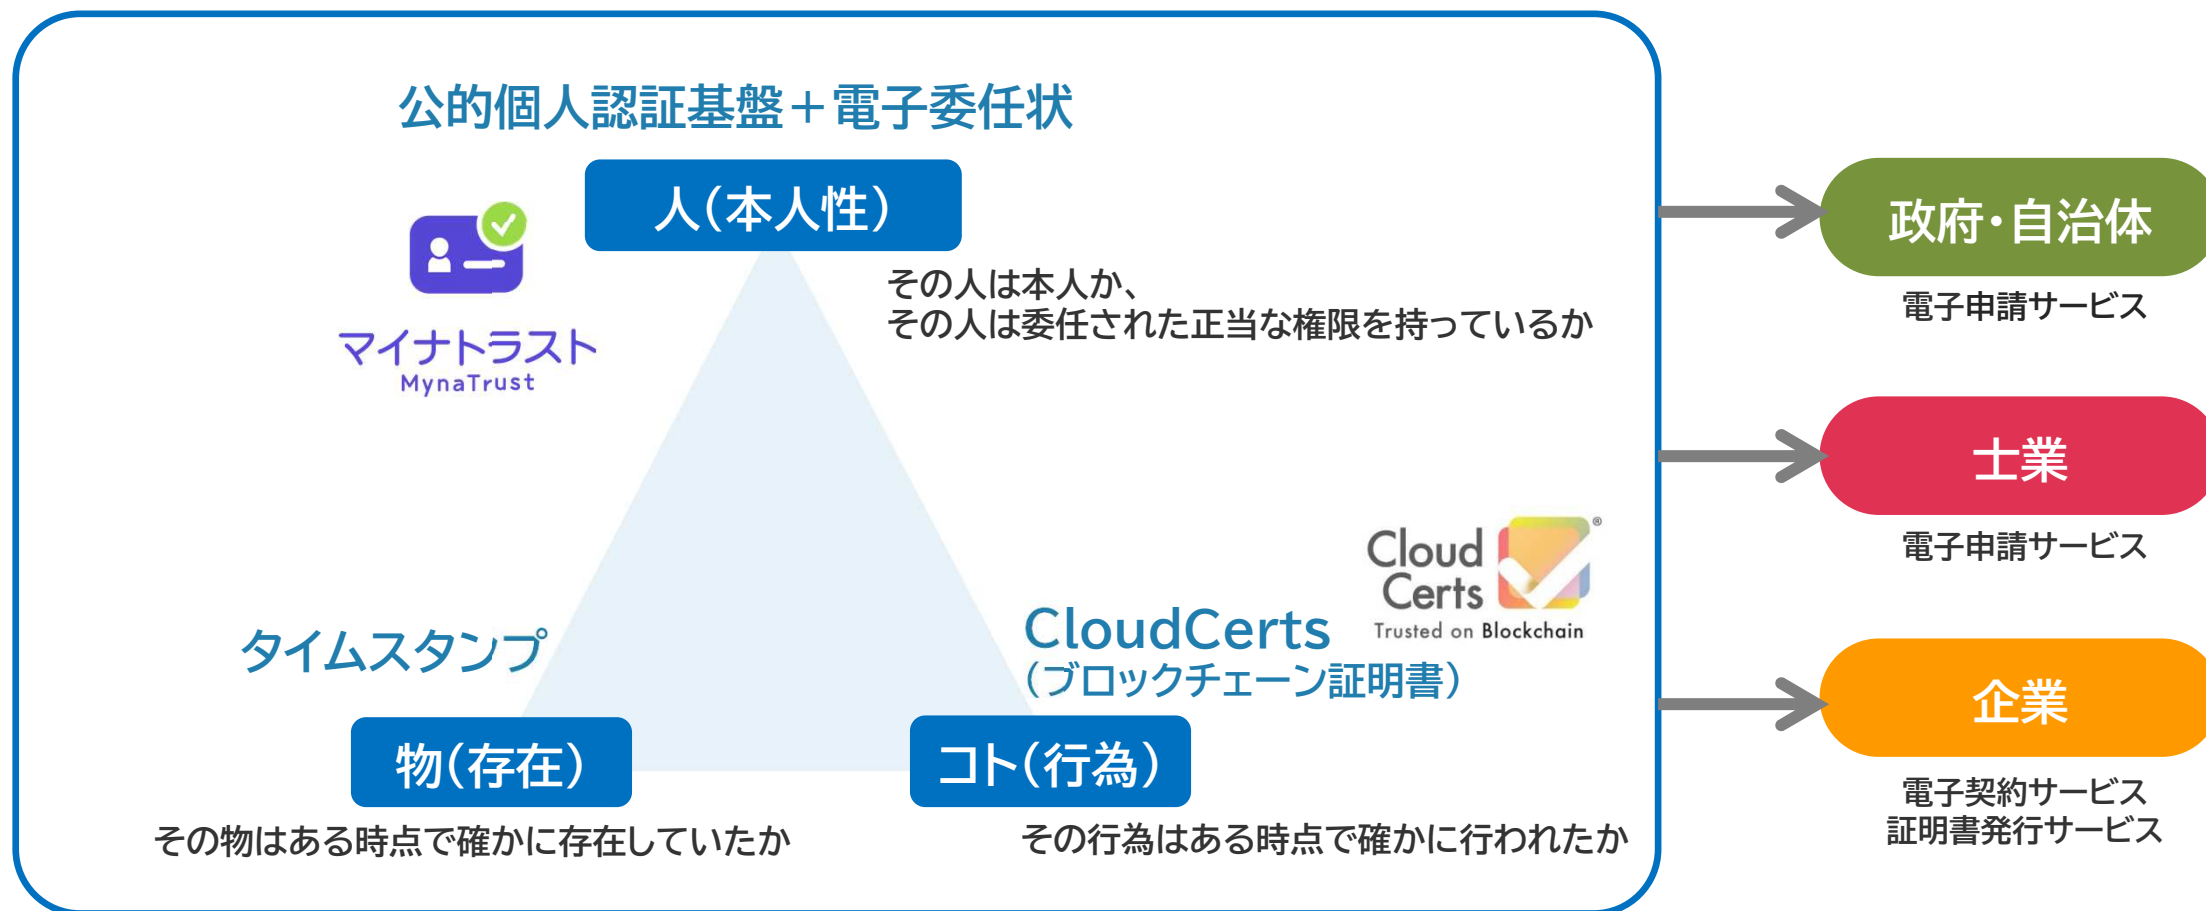 公的個人認証基盤＋電子委任状
人（本人性）
マイナトラスト
MynaTrust
その人は本人か、
その人は委任された正当な権限を持っているか
タイムスタンプ
物（存在）
その物はある時点で確かに存在していたか
Cloud
Certs
®
Trusted on Blockchain
CloudCerts
（ブロックチェーン証明書）
コト（行為）
その行為はある時点で確かに行われたか
政府・自治体
電子申請サービス
士業
電子申請サービス
企業
電子契約サービス
証明書発行サービス